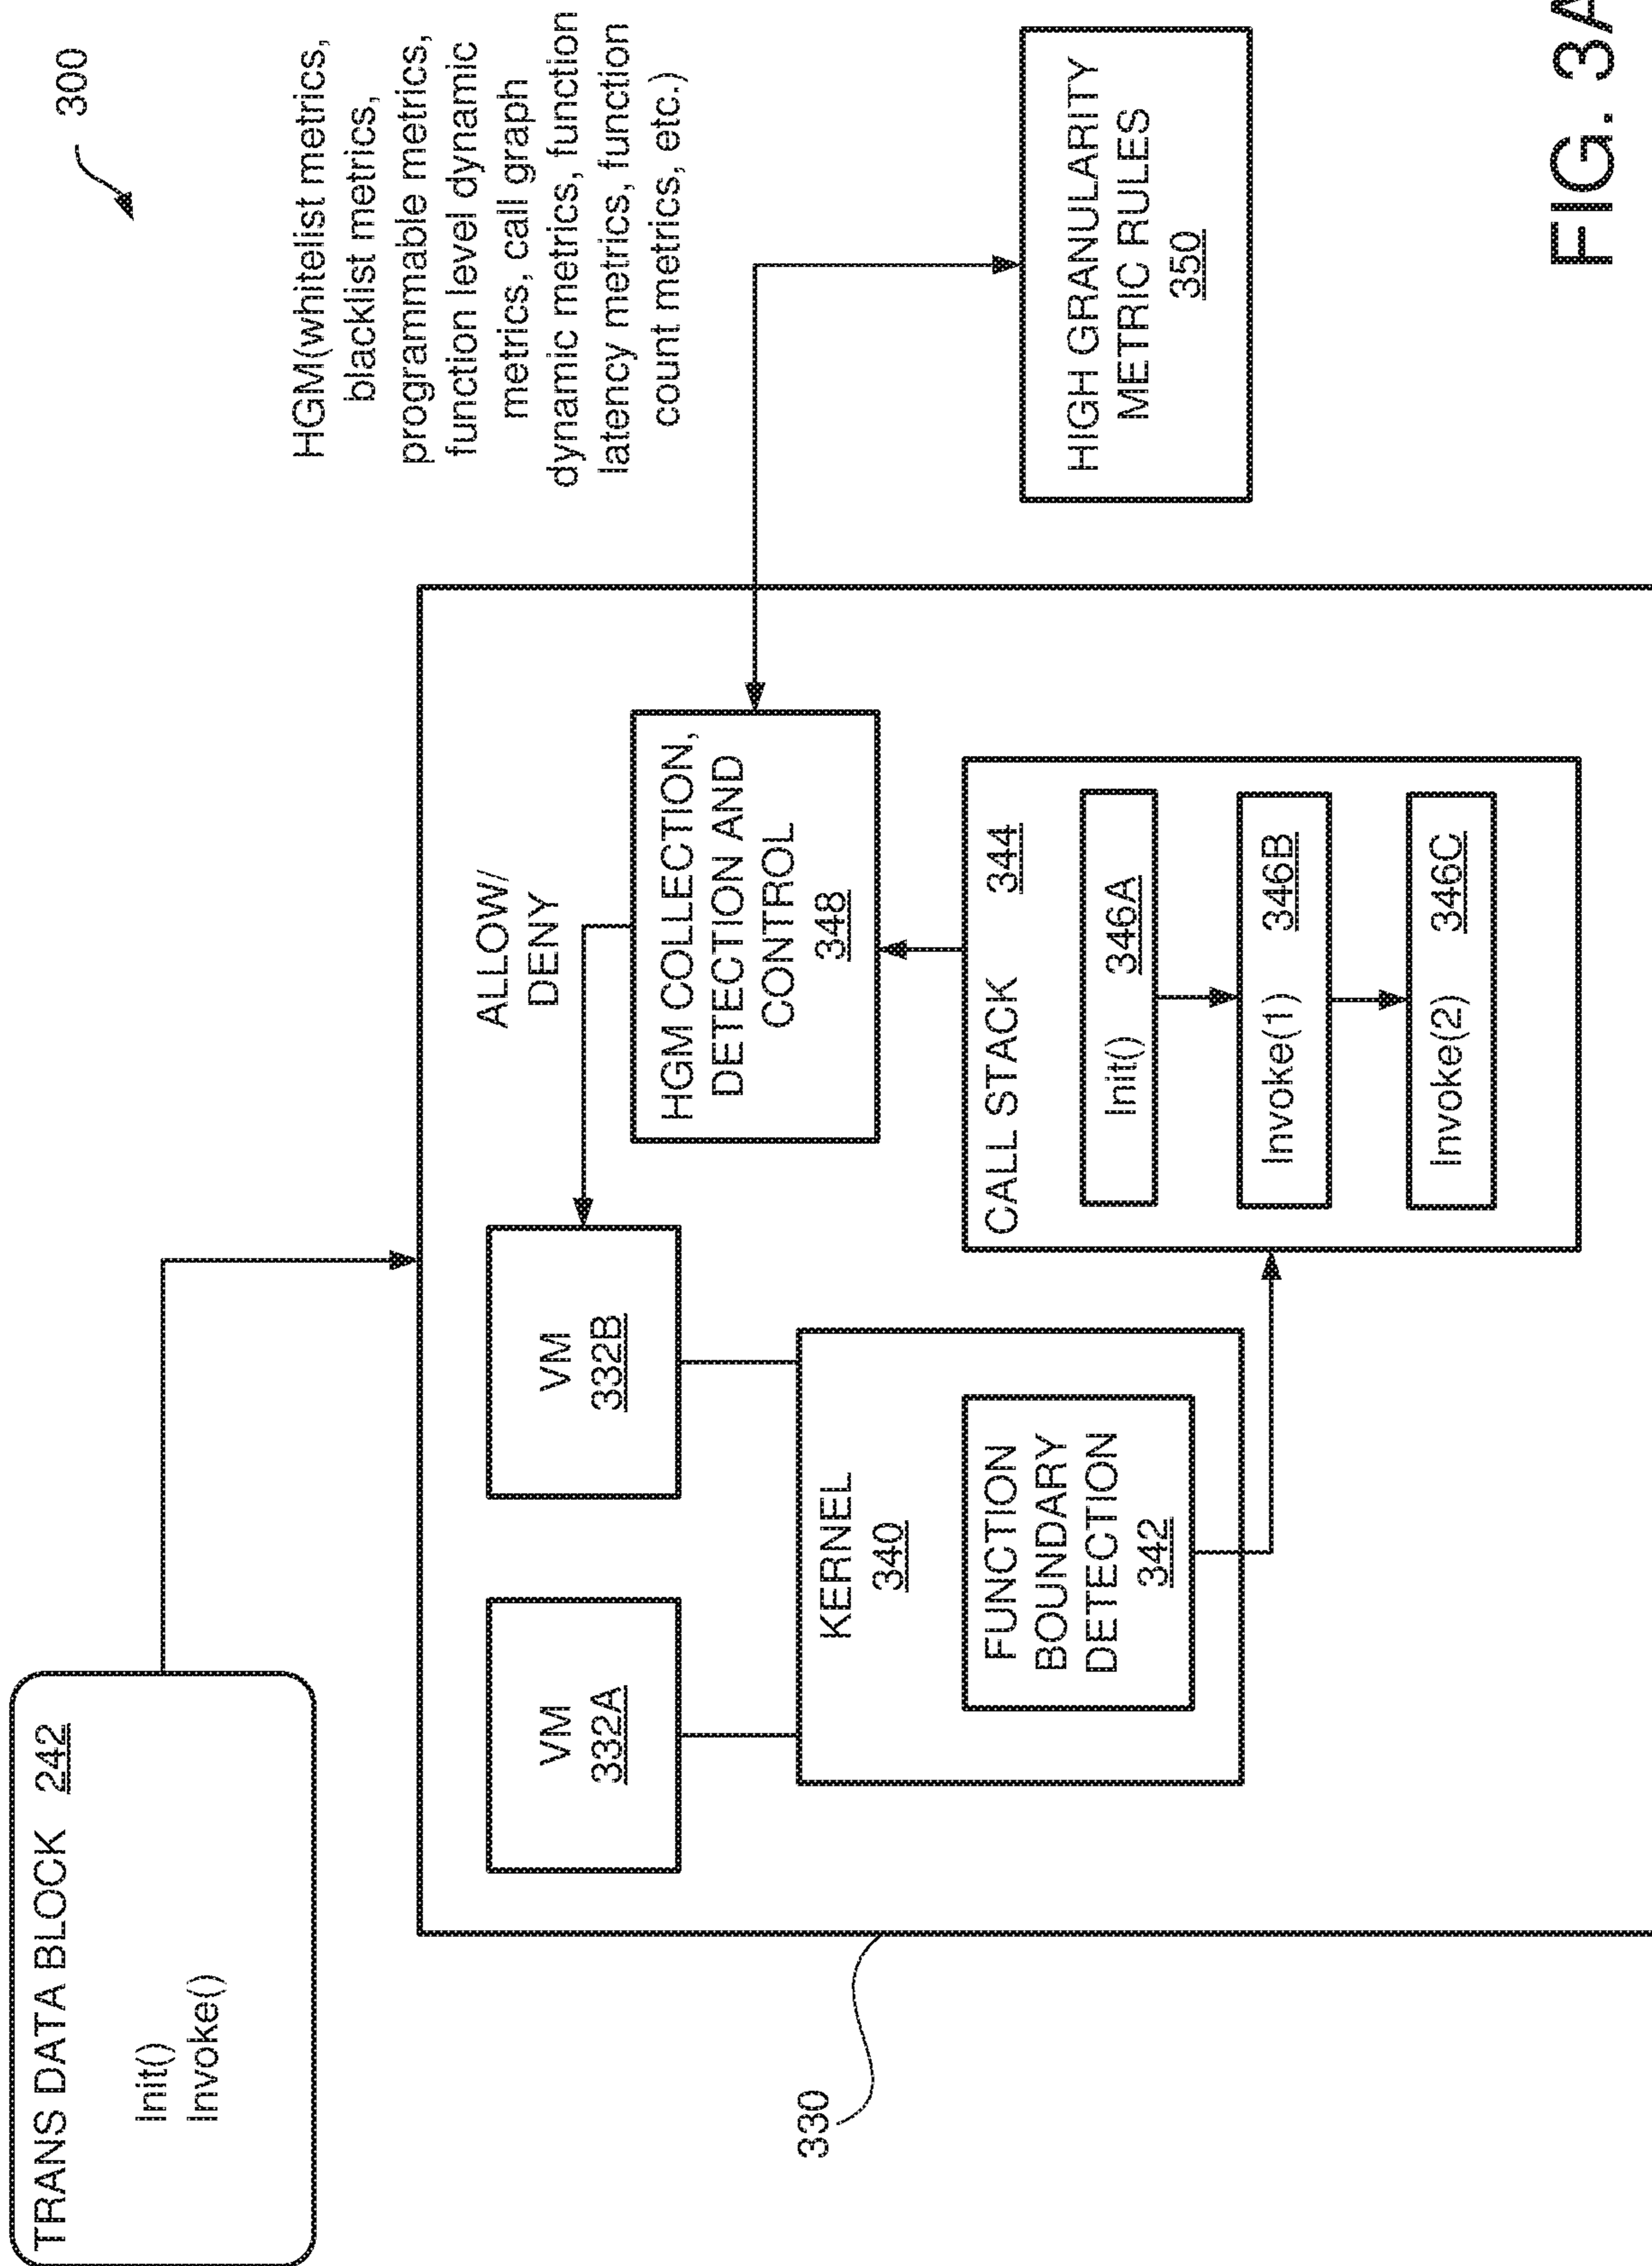 300
TRANS DATA BLOCK 242
Init()
Invoke()
HGM(whitelist metrics,
blacklist metrics,
programmable metrics,
function level dynamic
metrics, call graph
dynamic metrics, function
latency metrics, function
count metrics, etc.)
330
VM
332A
VM
332B
ALLOW/
DENY
HGM COLLECTION,
DETECTION AND
CONTROL
348
KERNEL
340
FUNCTION
BOUNDARY
DETECTION
342
CALL STACK 344
Init() 346A
Invoke(1) 346B
Invoke(2) 346C
HIGH GRANULARITY
METRIC RULES
350
FIG. 3A